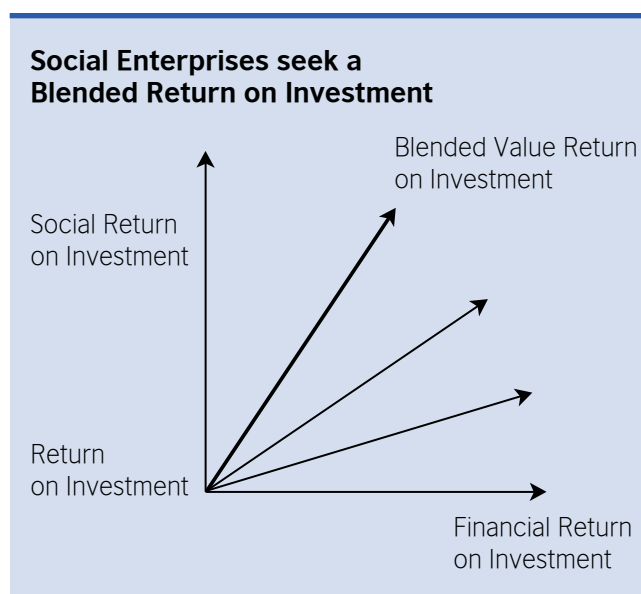 Social Enterprises seek a
Blended Return on Investment
Blended Value Return
on Investment
Social Return
on Investment
Return
on Investment
Financial Return
on Investment